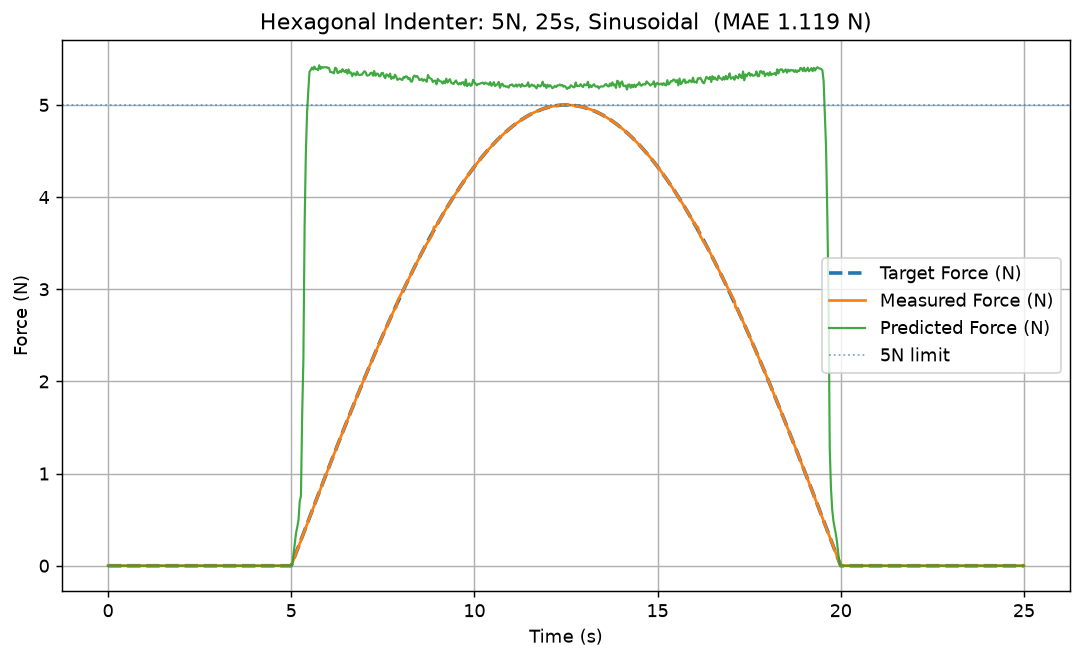 Hexagonal Indenter: 5N, 25s, Sinusoidal  (MAE 1.119 N)
Force (N)
5
4
3
2
1
0
Target Force (N)
Measured Force (N)
Predicted Force (N)
5N limit
0 5 10 15 20 25
Time (s)